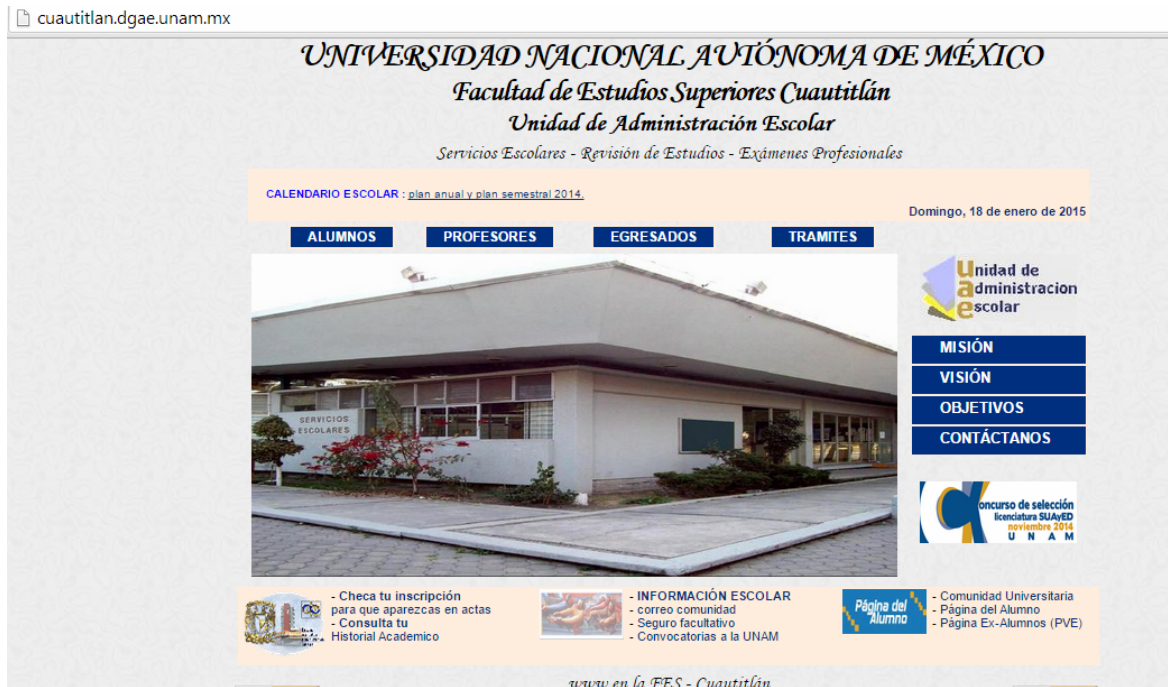 cuautitlan.dgae.unam.mx
UNIVERSIDAD NACIONAL AUTÓNOMA DE MÉXICO
Facultad de Estudios Superiores Cuautitlán
Unidad de Administración Escolar
Servicios Escolares - Revisión de Estudios - Exámenes Profesionales
CALENDARIO ESCOLAR : plan anual y plan semestral 2014.
Domingo, 18 de enero de 2015
ALUMNOS PROFESORES EGRESADOS TRAMITES
SERVICIOS
ESCOLARES
Unidad de
administracion
escolar
MISIÓN
VISIÓN
OBJETIVOS
CONTÁCTANOS
Concurso de selección
licenciatura SUAyED
noviembre 2014
U N A M
- Checa tu inscripción
para que aparezcas en actas
- Consulta tu
Historial Academico
- INFORMACIÓN ESCOLAR
- correo comunidad
- Seguro facultativo
- Convocatorias a la UNAM
Página del
Alumno
- Comunidad Universitaria
- Página del Alumno
- Página Ex-Alumnos (PVE)
www en la FES - Cuautitlán